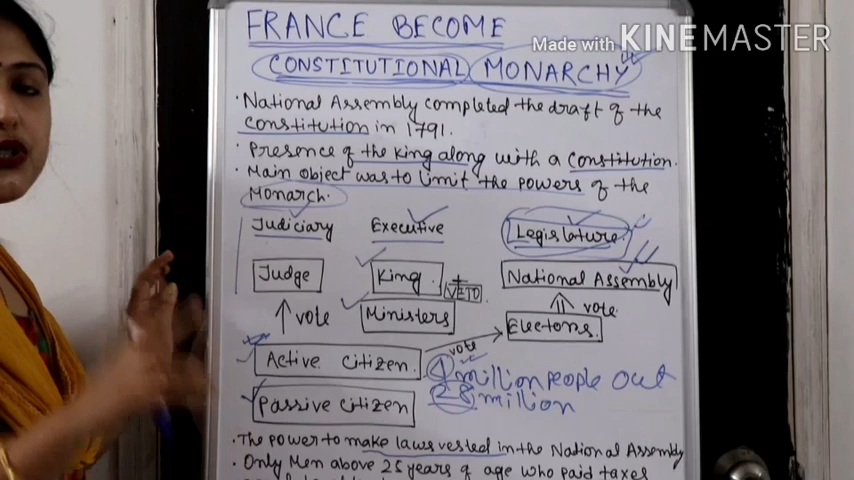 FRANCE BECOME
Made with KINEMASTER
CONSTITUTIONAL MONARCHY
· National Assembly completed the draft of the
constitution in 1791.
· Presence of the King along with a constitution.
· Main object was to limit the powers of the
Monarch.
Judiciary Executive Legislature
Judge King + VETO National Assembly
vote Ministers vote
Electors
Active Citizen vote
4 million people out
28 million
Passive citizen
· The power to make laws vested in the National Assembly
· Only Men above 25 years of age who paid taxes